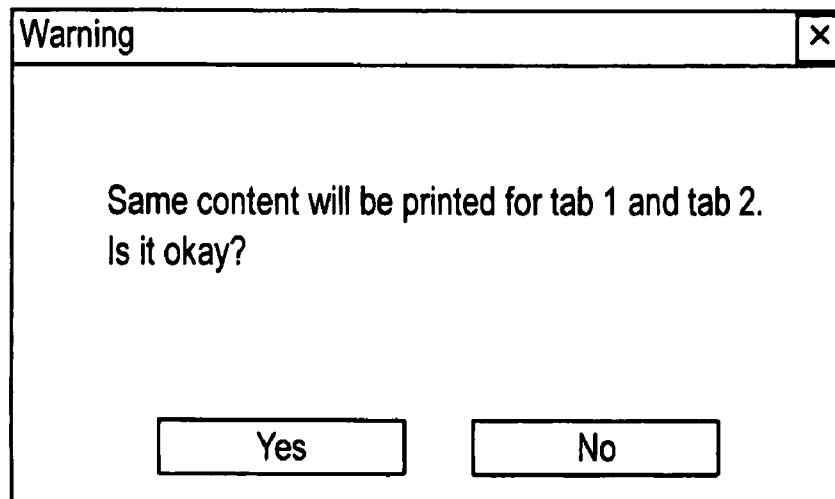 Warning
Same content will be printed for tab 1 and tab 2.
Is it okay?
Yes No